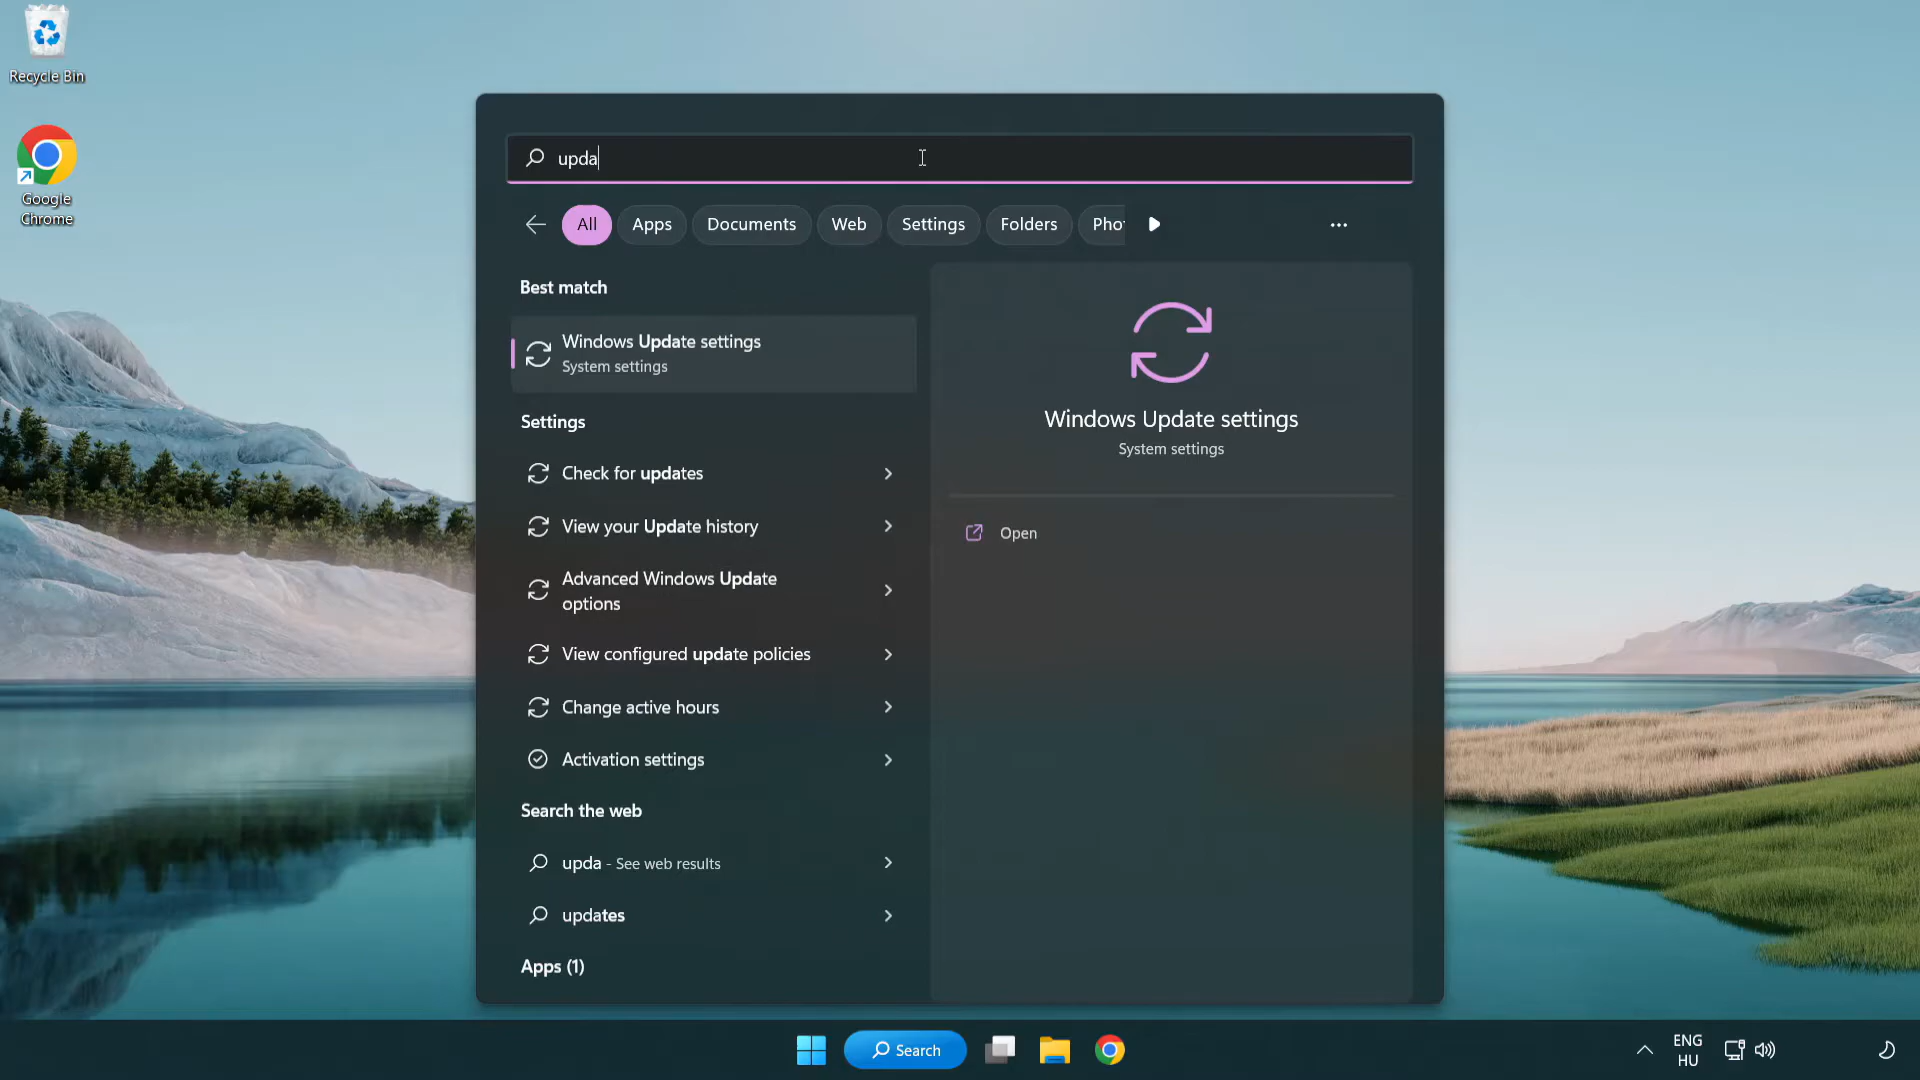 Recycle Bin
Google
Chrome
upda
All
Apps
Documents
Web
Settings
Folders
Pho
Best match
Windows Update settings
System settings
Settings
Check for updates
View your Update history
Advanced Windows Update
options
View configured update policies
Change active hours
Activation settings
Search the web
upda - See web results
updates
Apps (1)
Windows Update settings
System settings
Open
Search
ENG
HU